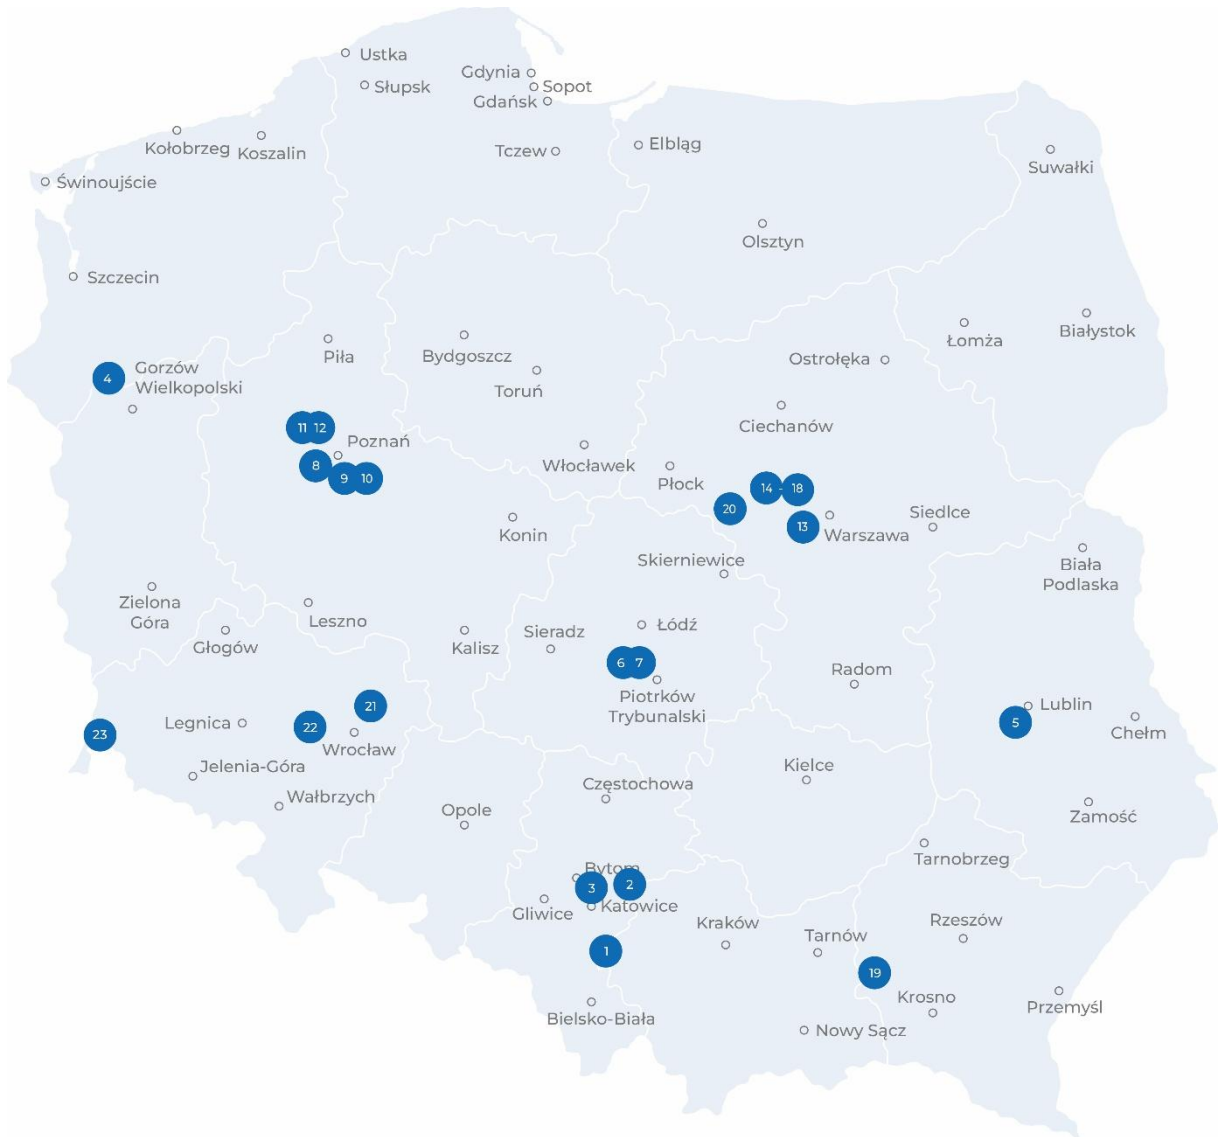 Ustka
Gdynia
Słupsk
Sopot
Gdańsk
Kołobrzeg
Koszalin
Tczew
Elbląg
Suwałki
Świnoujście
Olsztyn
Szczecin
Białystok
Łomża
Piła
Bydgoszcz
Ostrołęka
4
Gorzów
Wielkopolski
Toruń
11 12
Ciechanów
Poznań
8
Włocławek
9 10
Płock
14 - 18
20
Siedlce
13
Konin
Warszawa
Skierniewice
Biała
Podlaska
Zielona
Góra
Leszno
Głogów
Kalisz
Sieradz
Łódź
6 7
Radom
Piotrków
Trybunalski
21
Lublin
5
Legnica
22
23
Wrocław
Chełm
Jelenia-Góra
Kielce
Wałbrzych
Częstochowa
Opole
Zamość
Tarnobrzeg
Bytom
3
2
Gliwice
Katowice
Kraków
Rzeszów
Tarnów
1
19
Krosno
Przemyśl
Bielsko-Biała
Nowy Sącz